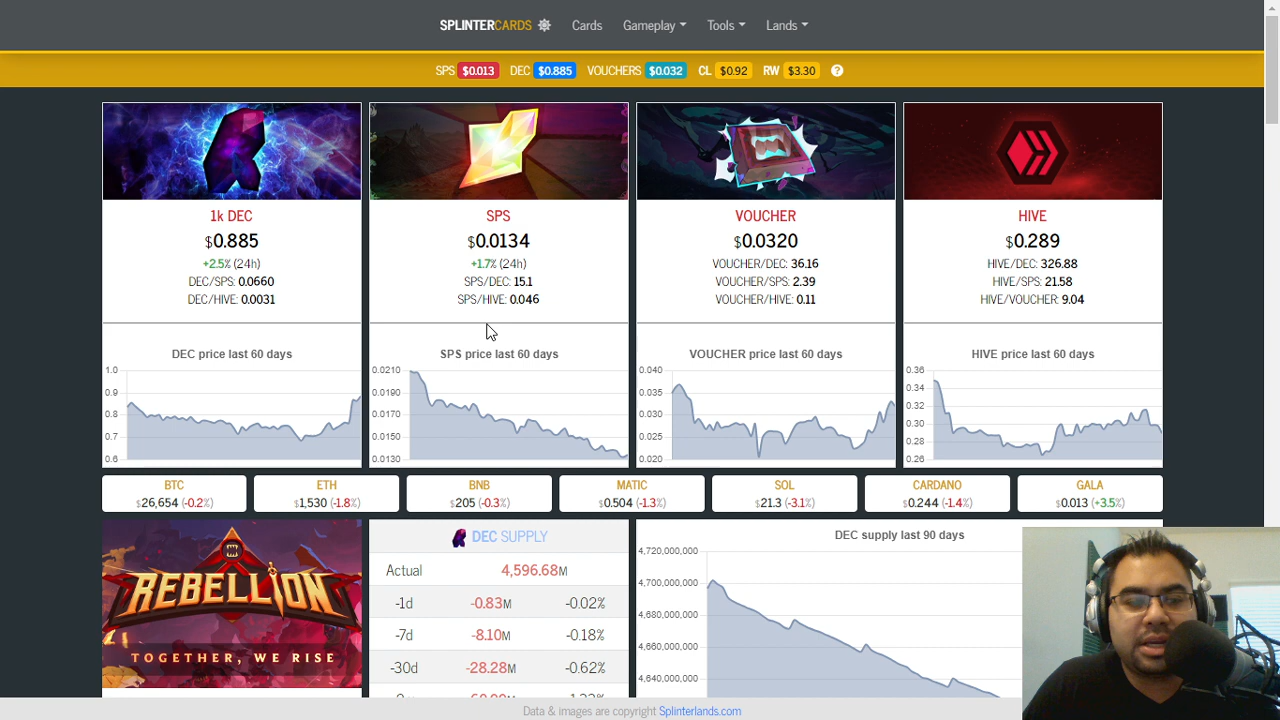 SPLINTERCARDS Cards Gameplay Tools Lands
SPS $0.013 DEC $0.885 VOUCHERS $0.032 CL $0.92 RW $3.30 ?
1k DEC
$0.885
+2.5% (24h)
DEC/SPS: 0.0660
DEC/HIVE: 0.0031
SPS
$0.0134
+1.7% (24h)
SPS/DEC: 15.1
SPS/HIVE: 0.046
VOUCHER
$0.0320
VOUCHER/DEC: 36.16
VOUCHER/SPS: 2.39
VOUCHER/HIVE: 0.11
HIVE
$0.289
HIVE/DEC: 326.88
HIVE/SPS: 21.58
HIVE/VOUCHER: 9.04
DEC price last 60 days
1.0
0.9
0.8
0.7
0.6
SPS price last 60 days
0.0210
0.0190
0.0170
0.0150
0.0130
VOUCHER price last 60 days
0.040
0.035
0.030
0.025
0.020
HIVE price last 60 days
0.36
0.34
0.32
0.30
0.28
0.26
BTC
$26,654 (-0.2%)
ETH
$1,530 (-1.8%)
BNB
$205 (-0.3%)
MATIC
$0.504 (-1.3%)
SOL
$21.3 (-3.1%)
CARDANO
$0.244 (-1.4%)
GALA
$0.013 (+3.5%)
REBELLION
TOGETHER, WE RISE
DEC SUPPLY
Actual 4,596.68M
-1d -0.83M -0.02%
-7d -8.10M -0.18%
-30d -28.28M -0.62%
DEC supply last 90 days
4,720,000,000
4,700,000,000
4,680,000,000
4,660,000,000
4,640,000,000
Data & images are copyright Splinterlands.com